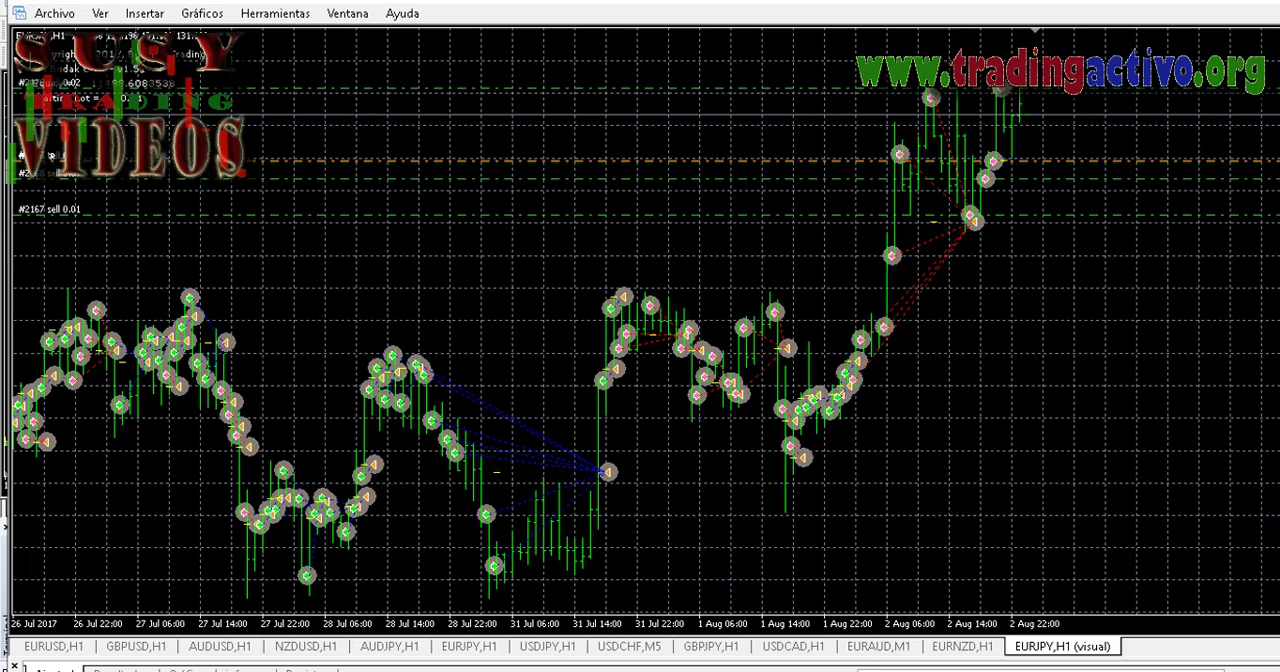 Archivo Ver Insertar Gráficos Herramientas Ventana Ayuda
SUSY
TRADING
VIDEOS
www.tradingactivo.org
#2167 sell 0.01
26 Jul 2017 26 Jul 22:00 27 Jul 06:00 27 Jul 14:00 27 Jul 22:00 28 Jul 06:00 28 Jul 14:00 28 Jul 22:00 31 Jul 06:00 31 Jul 14:00 31 Jul 22:00 1 Aug 06:00 1 Aug 14:00 1 Aug 22:00 2 Aug 06:00 2 Aug 14:00 2 Aug 22:00
EURUSD,H1 GBPUSD,H1 AUDUSD,H1 NZDUSD,H1 AUDJPY,H1 EURJPY,H1 USDJPY,H1 USDCHF,M5 GBPJPY,H1 USDCAD,H1 EURAUD,M1 EURNZD,H1 EURJPY,H1 (visual)